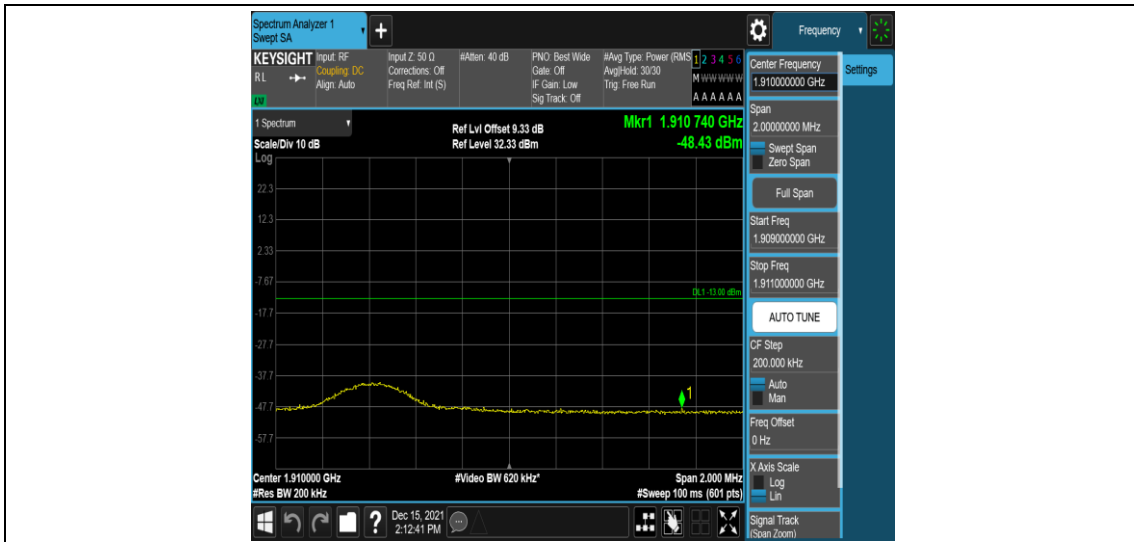 Spectrum Analyzer 1
Swept SA
+
Frequency
KEYSIGHT
RL
Input: RF
Coupling: DC
Align: Auto
Input Z: 50 Ω
Corrections: Off
Freq Ref: Int (S)
#Atten: 40 dB
PNO: Best Wide
Gate: Off
IF Gain: Low
Sig Track: Off
#Avg Type: Power (RMS
Avg|Hold: 30/30
Trig: Free Run
1 2 3 4 5 6
M W W W W W
A A A A A A
1 Spectrum
Scale/Div 10 dB
Ref Lvl Offset 9.33 dB
Ref Level 32.33 dBm
Mkr1 1.910 740 GHz
-48.43 dBm
Log
22.3
12.3
2.33
-7.67
DL1 -13.00 dBm
-17.7
-27.7
-37.7
1
-47.7
-57.7
Center 1.910000 GHz
#Res BW 200 kHz
#Video BW 620 kHz*
Span 2.000 MHz
#Sweep 100 ms (601 pts)
?
Dec 15, 2021
2:12:41 PM
Center Frequency
1.910000000 GHz
Settings
Span
2.00000000 MHz
Swept Span
Zero Span
Full Span
Start Freq
1.909000000 GHz
Stop Freq
1.911000000 GHz
AUTO TUNE
CF Step
200.000 kHz
Auto
Man
Freq Offset
0 Hz
X Axis Scale
Log
Lin
Signal Track
(Span Zoom)